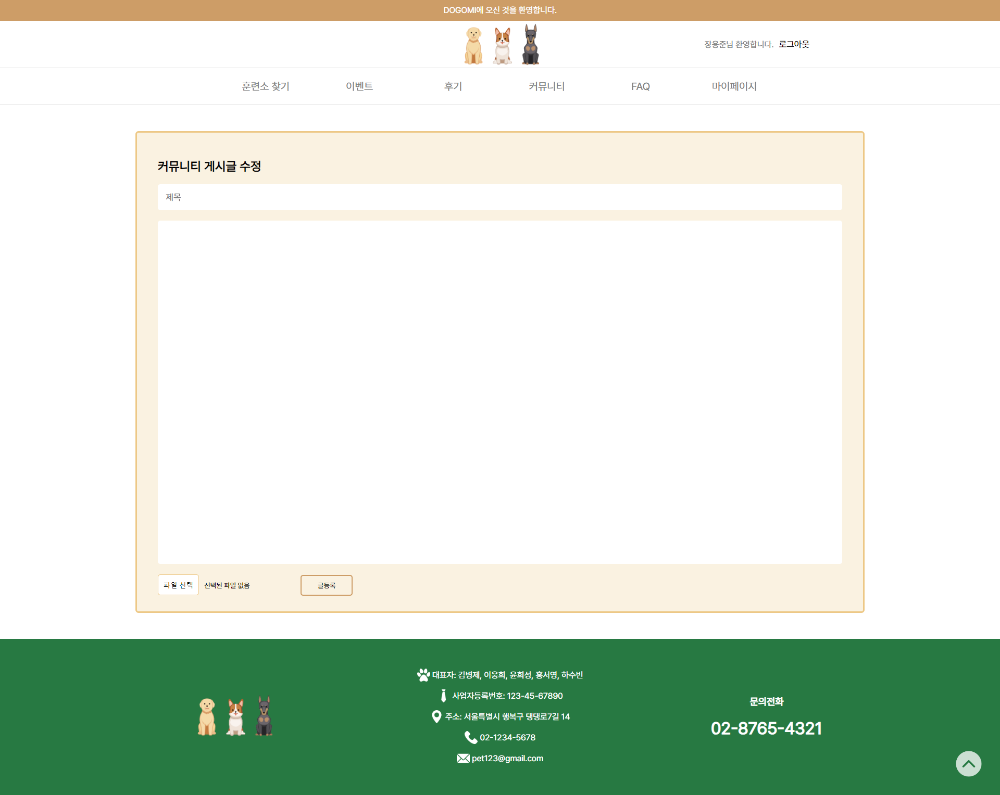 DOGOMI에 오신 것을 환영합니다.
장용준님 환영합니다. 로그아웃
훈련소 찾기 이벤트 후기 커뮤니티 FAQ 마이페이지
커뮤니티 게시글 수정
제목
파일 선택 선택된 파일 없음 글등록
대표자: 김병제, 이웅희, 윤희성, 홍서영, 하수빈
사업자등록번호: 123-45-67890
주소: 서울특별시 행복구 댕댕로7길 14
02-1234-5678
pet123@gmail.com
문의전화
02-8765-4321